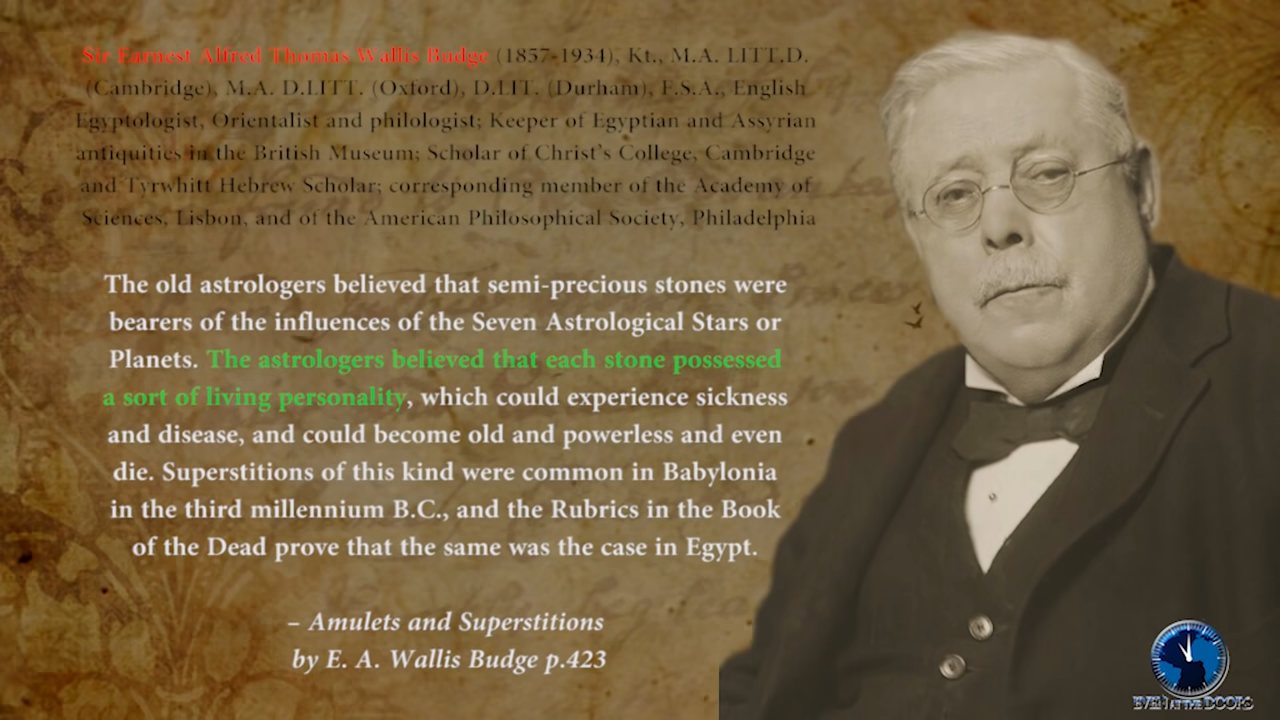 Sir Earnest Alfred Thomas Wallis Budge (1857-1934), Kt., M.A. LITT.D.
(Cambridge), M.A. D.LITT. (Oxford), D.LIT. (Durham), F.S.A., English
Egyptologist, Orientalist and philologist; Keeper of Egyptian and Assyrian
antiquities in the British Museum; Scholar of Christ's College, Cambridge
and Tyrwhitt Hebrew Scholar; corresponding member of the Academy of
Sciences, Lisbon, and of the American Philosophical Society, Philadelphia
The old astrologers believed that semi-precious stones were
bearers of the influences of the Seven Astrological Stars or
Planets. The astrologers believed that each stone possessed
a sort of living personality, which could experience sickness
and disease, and could become old and powerless and even
die. Superstitions of this kind were common in Babylonia
in the third millennium B.C., and the Rubrics in the Book
of the Dead prove that the same was the case in Egypt.
– Amulets and Superstitions
by E. A. Wallis Budge p.423
EVEN AT THE DOORS